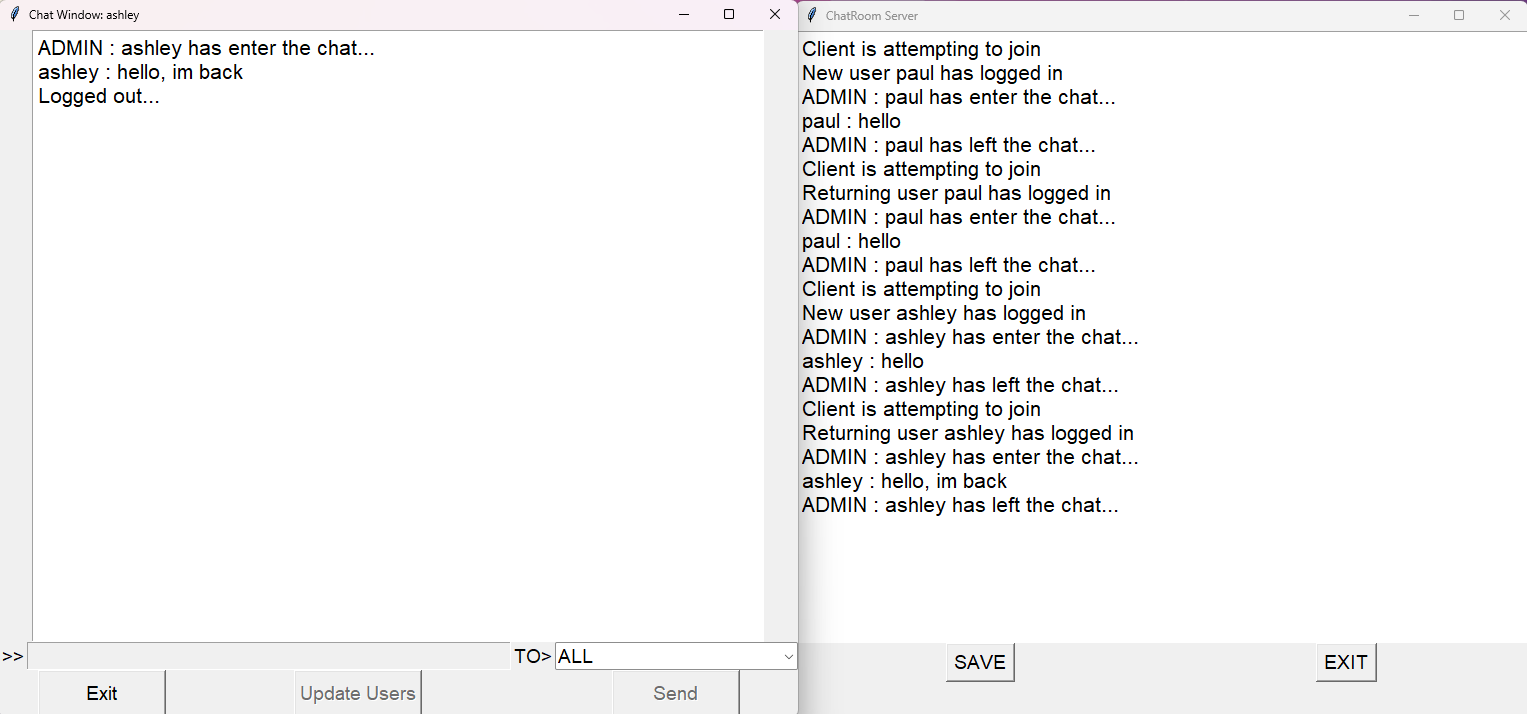 Chat Window: ashley
ADMIN : ashley has enter the chat...
ashley : hello, im back
Logged out...
>>
TO>
ALL
Exit
Update Users
Send
ChatRoom Server
Client is attempting to join
New user paul has logged in
ADMIN : paul has enter the chat...
paul : hello
ADMIN : paul has left the chat...
Client is attempting to join
Returning user paul has logged in
ADMIN : paul has enter the chat...
paul : hello
ADMIN : paul has left the chat...
Client is attempting to join
New user ashley has logged in
ADMIN : ashley has enter the chat...
ashley : hello
ADMIN : ashley has left the chat...
Client is attempting to join
Returning user ashley has logged in
ADMIN : ashley has enter the chat...
ashley : hello, im back
ADMIN : ashley has left the chat...
SAVE
EXIT